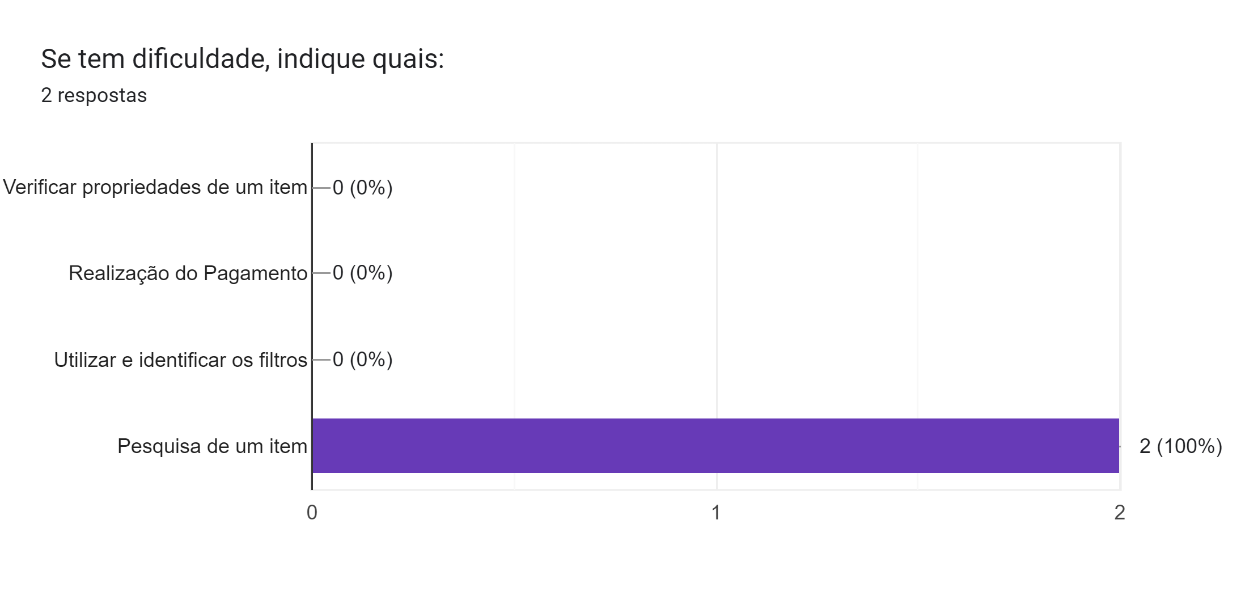 Se tem dificuldade, indique quais:
2 respostas
Verificar propriedades de um item 0 (0%)
Realização do Pagamento 0 (0%)
Utilizar e identificar os filtros 0 (0%)
Pesquisa de um item 2 (100%)
0 1 2